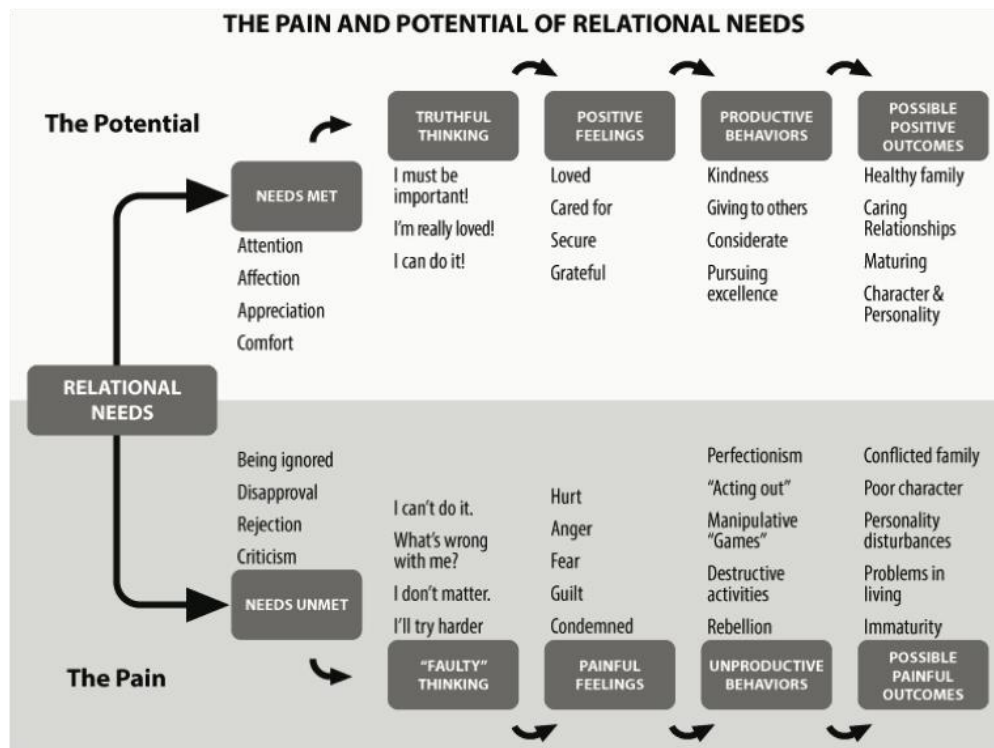 THE PAIN AND POTENTIAL OF RELATIONAL NEEDS
The Potential
NEEDS MET
Attention
Affection
Appreciation
Comfort
TRUTHFUL
THINKING
I must be
important!
I'm really loved!
I can do it!
POSITIVE
FEELINGS
Loved
Cared for
Secure
Grateful
PRODUCTIVE
BEHAVIORS
Kindness
Giving to others
Considerate
Pursuing
excellence
POSSIBLE
POSITIVE
OUTCOMES
Healthy family
Caring
Relationships
Maturing
Character &
Personality
RELATIONAL
NEEDS
Being ignored
Disapproval
Rejection
Criticism
NEEDS UNMET
The Pain
I can't do it.
What's wrong
with me?
I don't matter.
I'll try harder
"FAULTY"
THINKING
Hurt
Anger
Fear
Guilt
Condemned
PAINFUL
FEELINGS
Perfectionism
"Acting out"
Manipulative
"Games"
Destructive
activities
Rebellion
UNPRODUCTIVE
BEHAVIORS
Conflicted family
Poor character
Personality
disturbances
Problems in
living
Immaturity
POSSIBLE
PAINFUL
OUTCOMES